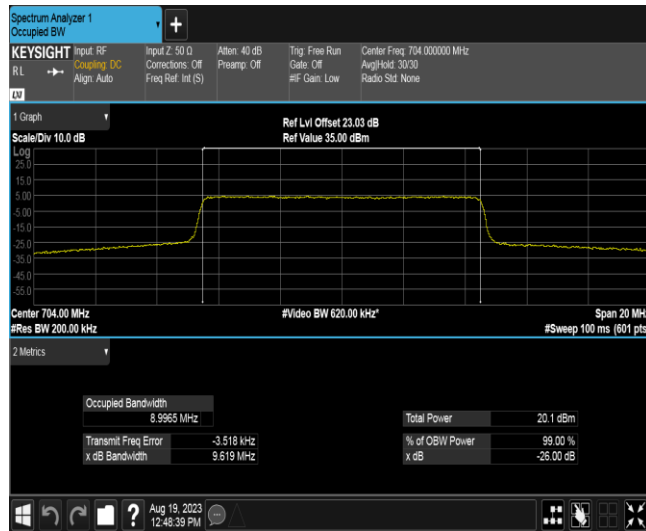 Spectrum Analyzer 1
Occupied BW
+
KEYSIGHT Input: RF Input Z: 50 Ω Atten: 40 dB Trig: Free Run Center Freq: 704.000000 MHz
RL Coupling: DC Corrections: Off Preamp: Off Gate: Off Avg|Hold: 30/30
Align: Auto Freq Ref: Int (S) #IF Gain: Low Radio Std: None
LXI
1 Graph
Ref Lvl Offset 23.03 dB
Scale/Div 10.0 dB Ref Value 35.00 dBm
Log
25.0
15.0
5.00
-5.00
-15.0
-25.0
-35.0
-45.0
-55.0
Center 704.00 MHz #Video BW 620.00 kHz* Span 20 MHz
#Res BW 200.00 kHz #Sweep 100 ms (601 pts)
2 Metrics
Occupied Bandwidth
8.9965 MHz Total Power 20.1 dBm
Transmit Freq Error -3.518 kHz % of OBW Power 99.00 %
x dB Bandwidth 9.619 MHz x dB -26.00 dB
? Aug 19, 2023
12:48:39 PM